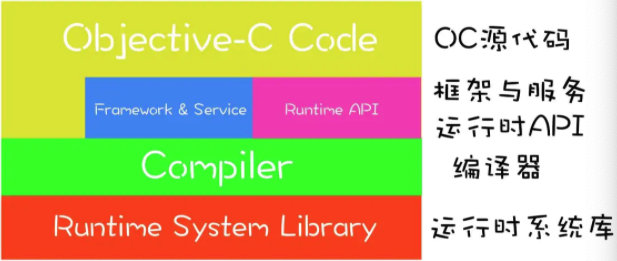 Objective-C Code
OC源代码
Framework & Service
Runtime API
框架与服务
运行时API
Compiler
编译器
Runtime System Library
运行时系统库